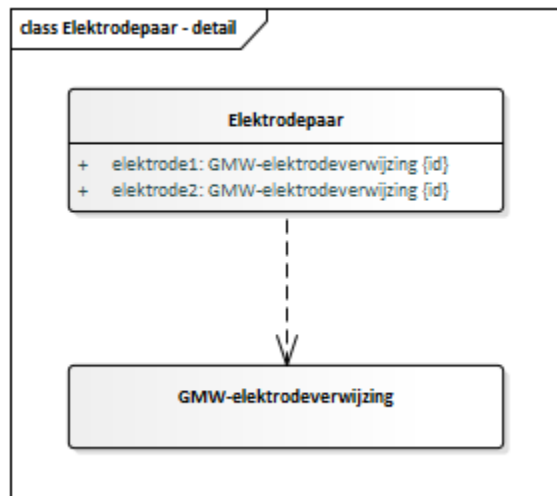 class Elektrodepaar - detail
Elektrodepaar
+ elektrode1: GMW-elektrodeverwijzing {id}
+ elektrode2: GMW-elektrodeverwijzing {id}
GMW-elektrodeverwijzing